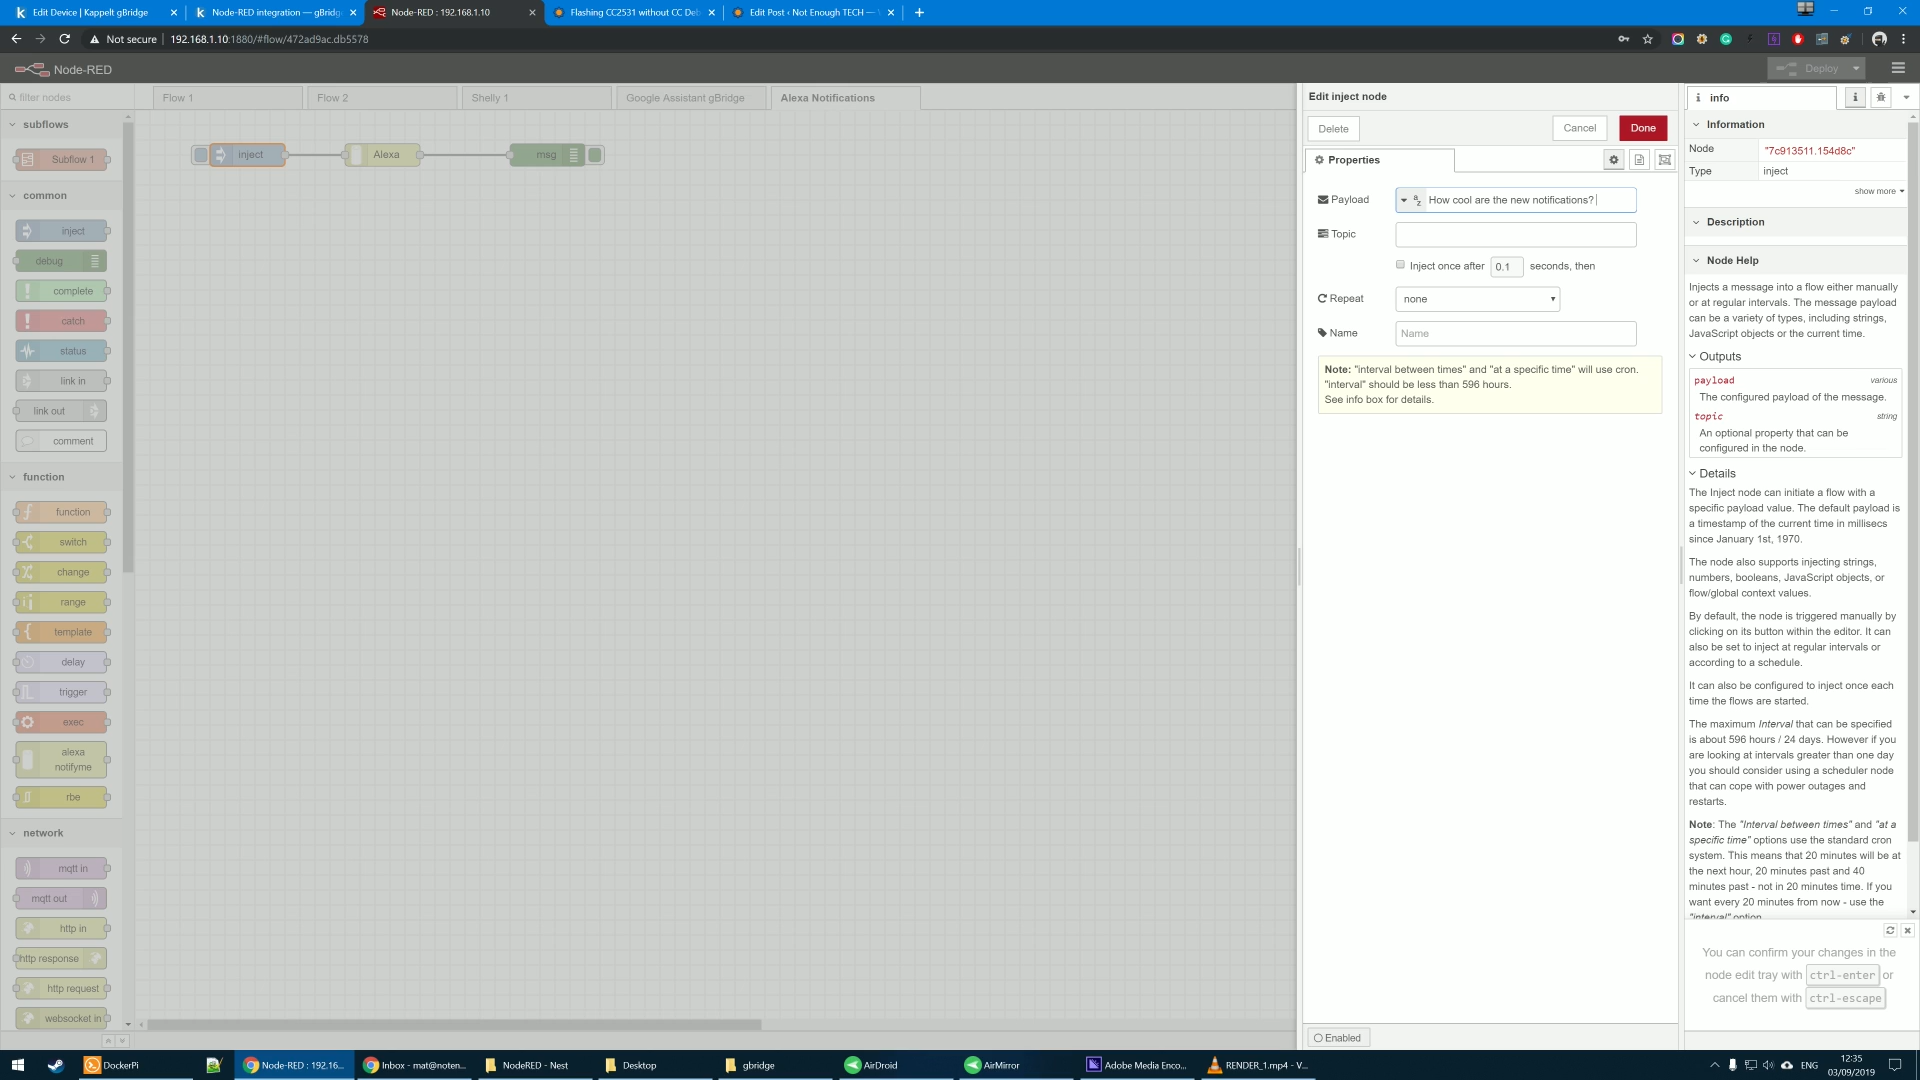 Edit Device | Kappelt gBridge
Node-RED integration — gBridge
Node-RED : 192.168.1.10
Flashing CC2531 without CC Deb
Edit Post ‹ Not Enough TECH —
Not secure | 192.168.1.10:1880/#flow/472ad9ac.db5578
Node-RED
Deploy
filter nodes
Flow 1
Flow 2
Shelly 1
Google Assistant gBridge
Alexa Notifications
subflows
Subflow 1
common
inject
debug
complete
catch
status
link in
link out
comment
function
function
switch
change
range
template
delay
trigger
exec
alexa
notifyme
rbe
network
mqtt in
mqtt out
http in
http response
http request
websocket in
inject
Alexa
msg
Edit inject node
Delete
Cancel
Done
Properties
Payload
How cool are the new notifications?
Topic
Inject once after 0.1 seconds, then
Repeat
none
Name
Name
Note: "interval between times" and "at a specific time" will use cron.
"interval" should be less than 596 hours.
See info box for details.
Enabled
info
Information
Node "7c913511.154d8c"
Type inject
show more
Description
Node Help
Injects a message into a flow either manually
or at regular intervals. The message payload
can be a variety of types, including strings,
JavaScript objects or the current time.
Outputs
payload various
The configured payload of the message.
topic string
An optional property that can be
configured in the node.
Details
The Inject node can initiate a flow with a
specific payload value. The default payload is
a timestamp of the current time in millisecs
since January 1st, 1970.
The node also supports injecting strings,
numbers, booleans, JavaScript objects, or
flow/global context values.
By default, the node is triggered manually by
clicking on its button within the editor. It can
also be set to inject at regular intervals or
according to a schedule.
It can also be configured to inject once each
time the flows are started.
The maximum Interval that can be specified
is about 596 hours / 24 days. However if you
are looking at intervals greater than one day
you should consider using a scheduler node
that can cope with power outages and
restarts.
Note: The "Interval between times" and "at a
specific time" options use the standard cron
system. This means that 20 minutes will be at
the next hour, 20 minutes past and 40
minutes past - not in 20 minutes time. If you
want every 20 minutes from now - use the
"interval" option.
You can confirm your changes in the
node edit tray with ctrl-enter or
cancel them with ctrl-escape
DockerPi
Node-RED : 192.16...
Inbox - mat@noten...
NodeRED - Nest
Desktop
gbridge
AirDroid
AirMirror
Adobe Media Enco...
RENDER_1.mp4 - V...
ENG
12:35
03/09/2019